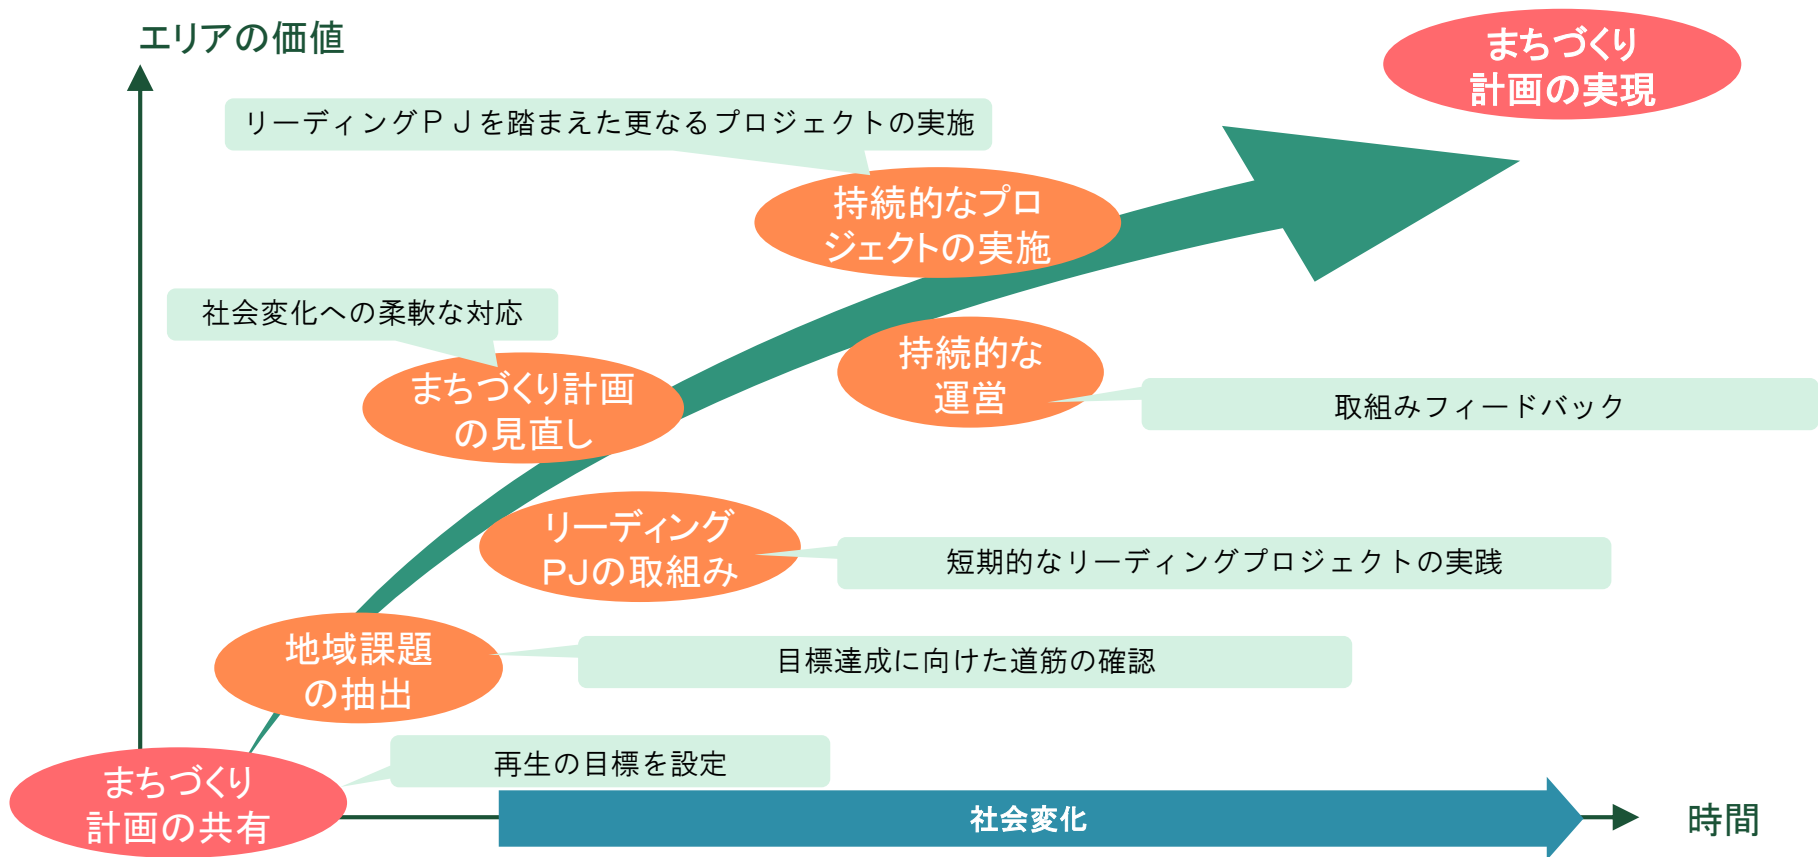 エリアの価値
まちづくり
計画の実現
リーディングＰＪを踏まえた更なるプロジェクトの実施
持続的なプロ
ジェクトの実施
社会変化への柔軟な対応
持続的な
運営
まちづくり計画
の見直し
取組みフィードバック
リーディング
PJの取組み
短期的なリーディングプロジェクトの実践
地域課題
の抽出
目標達成に向けた道筋の確認
再生の目標を設定
まちづくり
計画の共有
社会変化
時間